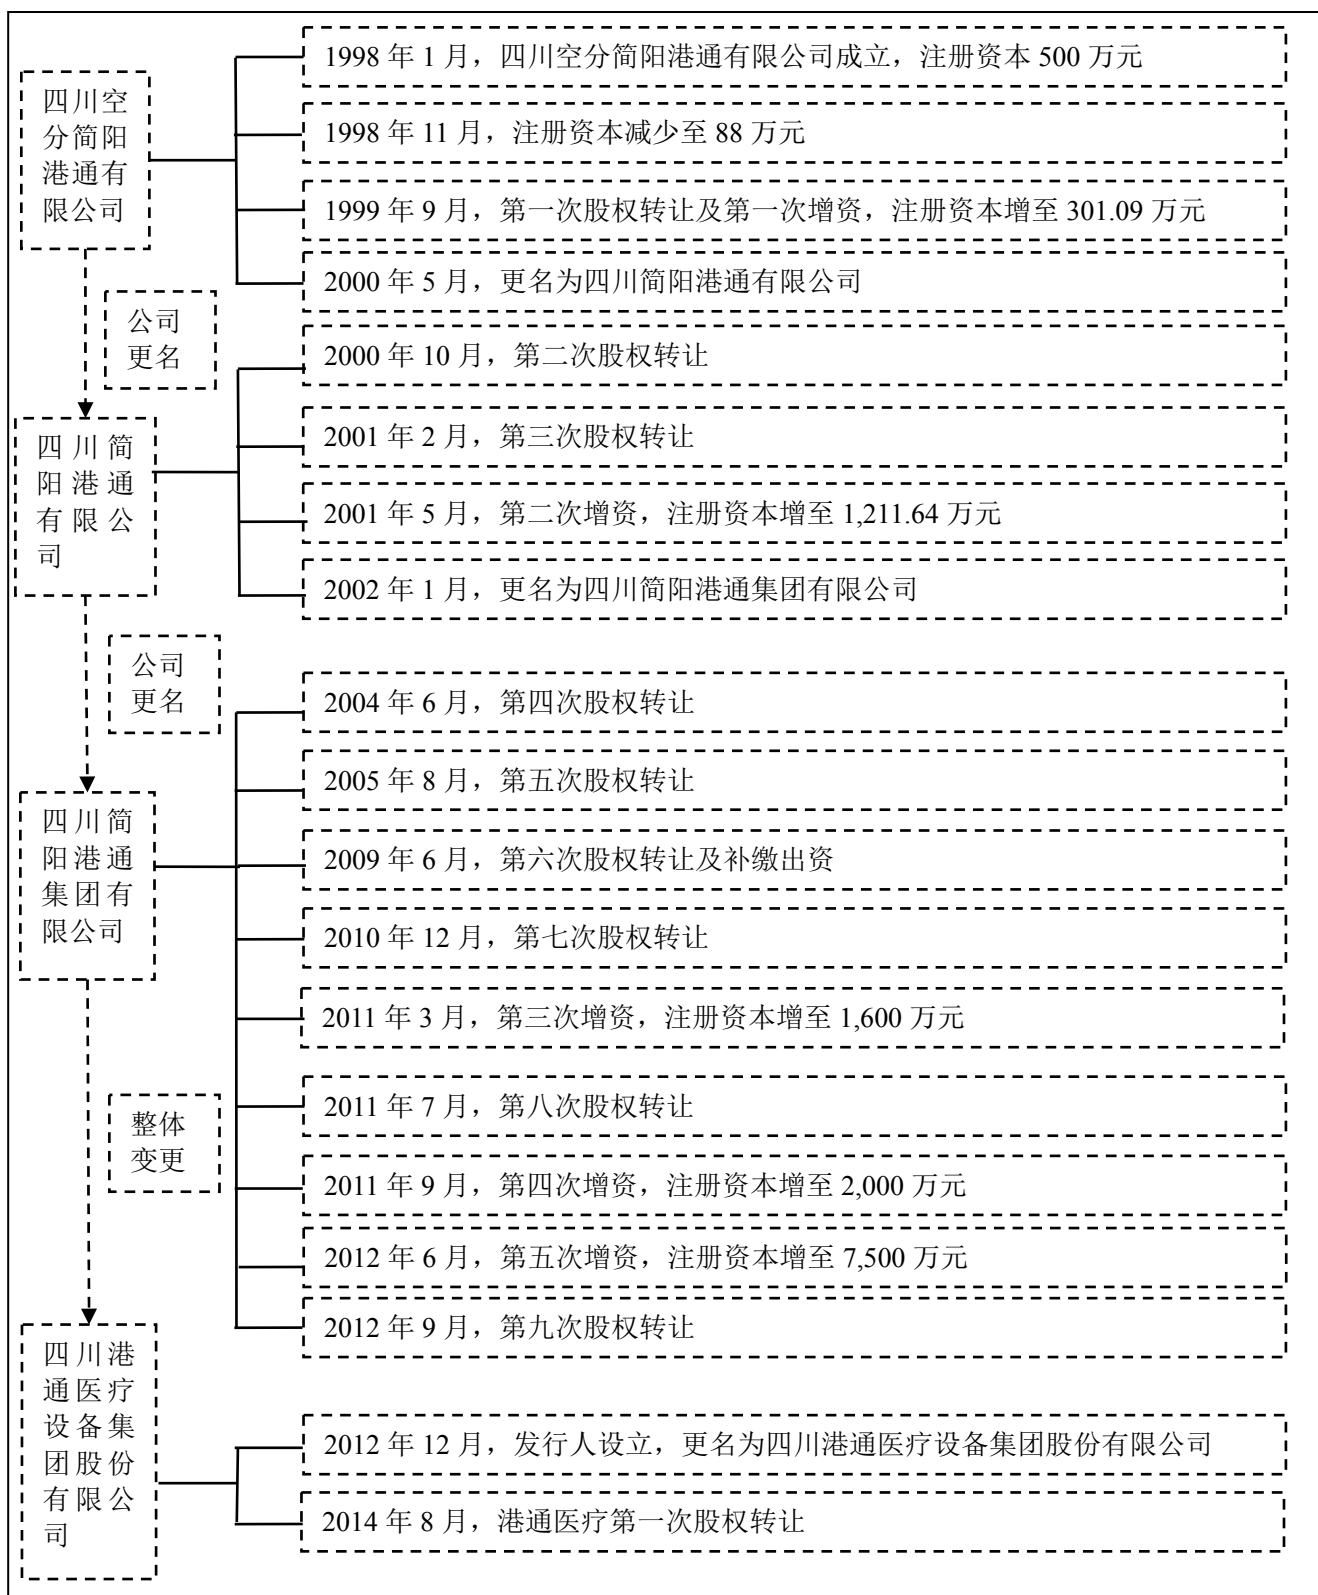 四川空
分简阳
港通有
限公司
1998 年 1 月，四川空分简阳港通有限公司成立，注册资本 500 万元
1998 年 11 月，注册资本减少至 88 万元
1999 年 9 月，第一次股权转让及第一次增资，注册资本增至 301.09 万元
2000 年 5 月，更名为四川简阳港通有限公司
公司
更名
四川简
阳港通
有限公
司
2000 年 10 月，第二次股权转让
2001 年 2 月，第三次股权转让
2001 年 5 月，第二次增资，注册资本增至 1,211.64 万元
2002 年 1 月，更名为四川简阳港通集团有限公司
公司
更名
四川简
阳港通
集团有
限公司
2004 年 6 月，第四次股权转让
2005 年 8 月，第五次股权转让
2009 年 6 月，第六次股权转让及补缴出资
2010 年 12 月，第七次股权转让
2011 年 3 月，第三次增资，注册资本增至 1,600 万元
2011 年 7 月，第八次股权转让
2011 年 9 月，第四次增资，注册资本增至 2,000 万元
2012 年 6 月，第五次增资，注册资本增至 7,500 万元
2012 年 9 月，第九次股权转让
整体
变更
四川港
通医疗
设备集
团股份
有限公
司
2012 年 12 月，发行人设立，更名为四川港通医疗设备集团股份有限公司
2014 年 8 月，港通医疗第一次股权转让